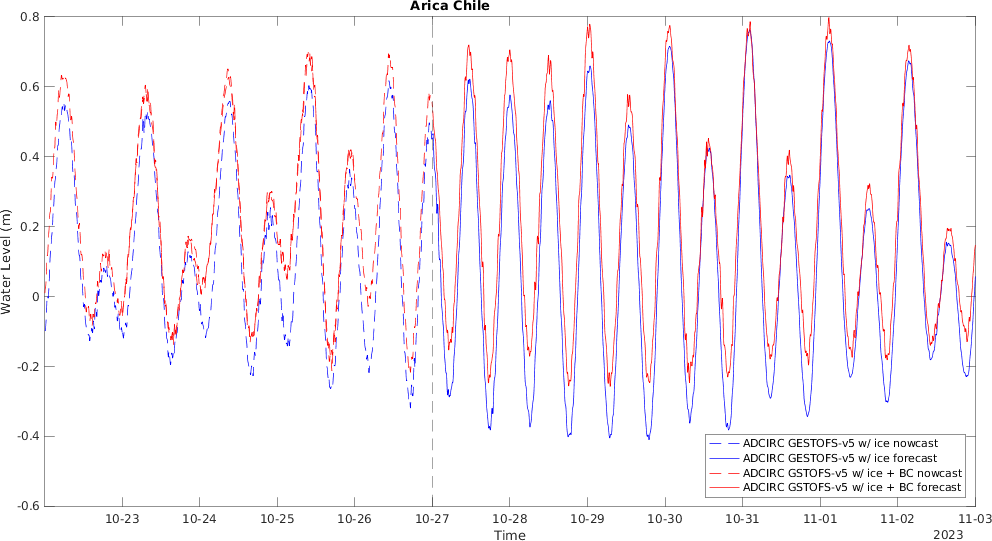 Arica Chile
Water Level (m)
0.8
0.6
0.4
0.2
0
-0.2
-0.4
-0.6
ADCIRC GESTOFS-v5 w/ ice nowcast
ADCIRC GESTOFS-v5 w/ ice forecast
ADCIRC GSTOFS-v5 w/ ice + BC nowcast
ADCIRC GSTOFS-v5 w/ ice + BC forecast
10-23 10-24 10-25 10-26 10-27 10-28 10-29 10-30 10-31 11-01 11-02 11-03
Time
2023